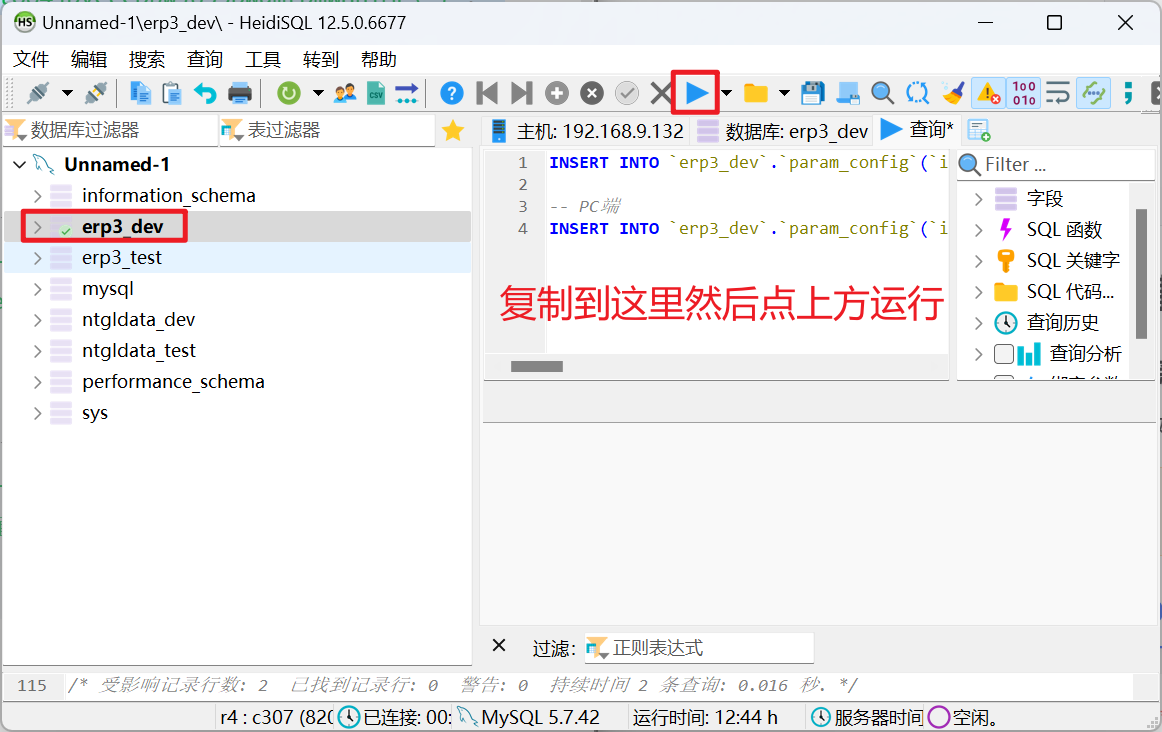 Unnamed-1\erp3_dev\ - HeidiSQL 12.5.0.6677
文件 编辑 搜索 查询 工具 转到 帮助
数据库过滤器 表过滤器
主机: 192.168.9.132 数据库: erp3_dev 查询*
Unnamed-1
information_schema
erp3_dev
erp3_test
mysql
ntgldata_dev
ntgldata_test
performance_schema
sys
1 INSERT INTO `erp3_dev`.`param_config`(`i
2
3 -- PC端
4 INSERT INTO `erp3_dev`.`param_config`(`i
复制到这里然后点上方运行
Filter ...
字段
SQL 函数
SQL 关键字
SQL 代码...
查询历史
查询分析
过滤: 正则表达式
115 /* 受影响记录行数: 2 已找到记录行: 0 警告: 0 持续时间 2 条查询: 0.016 秒. */
r4 : c307 (820 已连接: 00: MySQL 5.7.42 运行时间: 12:44 h 服务器时间 空闲。